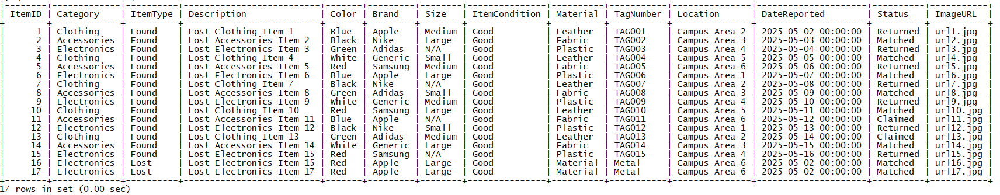 | ItemID | Category    | ItemType | Description              | Color | Brand   | Size   | ItemCondition | Material | TagNumber | Location      | DateReported        | Status   | ImageURL  |
|      1 | Clothing    | Found    | Lost Clothing Item 1     | Blue  | Apple   | Medium | Good          | Leather  | TAG001    | Campus Area 2 | 2025-05-02 00:00:00 | Returned | url1.jpg  |
|      2 | Accessories | Found    | Lost Accessories Item 2  | Black | Nike    | Large  | Good          | Fabric   | TAG002    | Campus Area 3 | 2025-05-03 00:00:00 | Matched  | url2.jpg  |
|      3 | Electronics | Found    | Lost Electronics Item 3  | Green | Adidas  | N/A    | Good          | Plastic  | TAG003    | Campus Area 4 | 2025-05-04 00:00:00 | Returned | url3.jpg  |
|      4 | Clothing    | Found    | Lost Clothing Item 4     | White | Generic | Small  | Good          | Leather  | TAG004    | Campus Area 5 | 2025-05-05 00:00:00 | Matched  | url4.jpg  |
|      5 | Accessories | Found    | Lost Accessories Item 5  | Red   | Samsung | Medium | Good          | Fabric   | TAG005    | Campus Area 6 | 2025-05-06 00:00:00 | Returned | url5.jpg  |
|      6 | Electronics | Found    | Lost Electronics Item 6  | Blue  | Apple   | Large  | Good          | Plastic  | TAG006    | Campus Area 1 | 2025-05-07 00:00:00 | Matched  | url6.jpg  |
|      7 | Clothing    | Found    | Lost Clothing Item 7     | Black | Nike    | N/A    | Good          | Leather  | TAG007    | Campus Area 2 | 2025-05-08 00:00:00 | Returned | url7.jpg  |
|      8 | Accessories | Found    | Lost Accessories Item 8  | Green | Adidas  | Small  | Good          | Fabric   | TAG008    | Campus Area 3 | 2025-05-09 00:00:00 | Matched  | url8.jpg  |
|      9 | Electronics | Found    | Lost Electronics Item 9  | White | Generic | Medium | Good          | Plastic  | TAG009    | Campus Area 4 | 2025-05-10 00:00:00 | Returned | url9.jpg  |
|     10 | Clothing    | Found    | Lost Clothing Item 10    | Red   | Samsung | Large  | Good          | Leather  | TAG010    | Campus Area 5 | 2025-05-11 00:00:00 | Matched  | url10.jpg |
|     11 | Accessories | Found    | Lost Accessories Item 11 | Blue  | Apple   | N/A    | Good          | Fabric   | TAG011    | Campus Area 6 | 2025-05-12 00:00:00 | Claimed  | url11.jpg |
|     12 | Electronics | Found    | Lost Electronics Item 12 | Black | Nike    | Small  | Good          | Plastic  | TAG012    | Campus Area 1 | 2025-05-13 00:00:00 | Returned | url12.jpg |
|     13 | Clothing    | Found    | Lost Clothing Item 13    | Green | Adidas  | Medium | Good          | Leather  | TAG013    | Campus Area 2 | 2025-05-14 00:00:00 | Claimed  | url13.jpg |
|     14 | Accessories | Found    | Lost Accessories Item 14 | White | Generic | Large  | Good          | Fabric   | TAG014    | Campus Area 3 | 2025-05-15 00:00:00 | Matched  | url14.jpg |
|     15 | Electronics | Found    | Lost Electronics Item 15 | Red   | Samsung | N/A    | Good          | Plastic  | TAG015    | Campus Area 4 | 2025-05-16 00:00:00 | Returned | url15.jpg |
|     16 | Electronics | Lost     | Lost Electronics Item 15 | Red   | Apple   | Large  | Good          | Material | Metal     | Campus Area 6 | 2025-05-02 00:00:00 | Matched  | url16.jpg |
|     17 | Electronics | Lost     | Lost Electronics Item 17 | Red   | Apple   | Large  | Good          | Material | Metal     | Campus Area 6 | 2025-05-02 00:00:00 | Matched  | url17.jpg |
17 rows in set (0.00 sec)